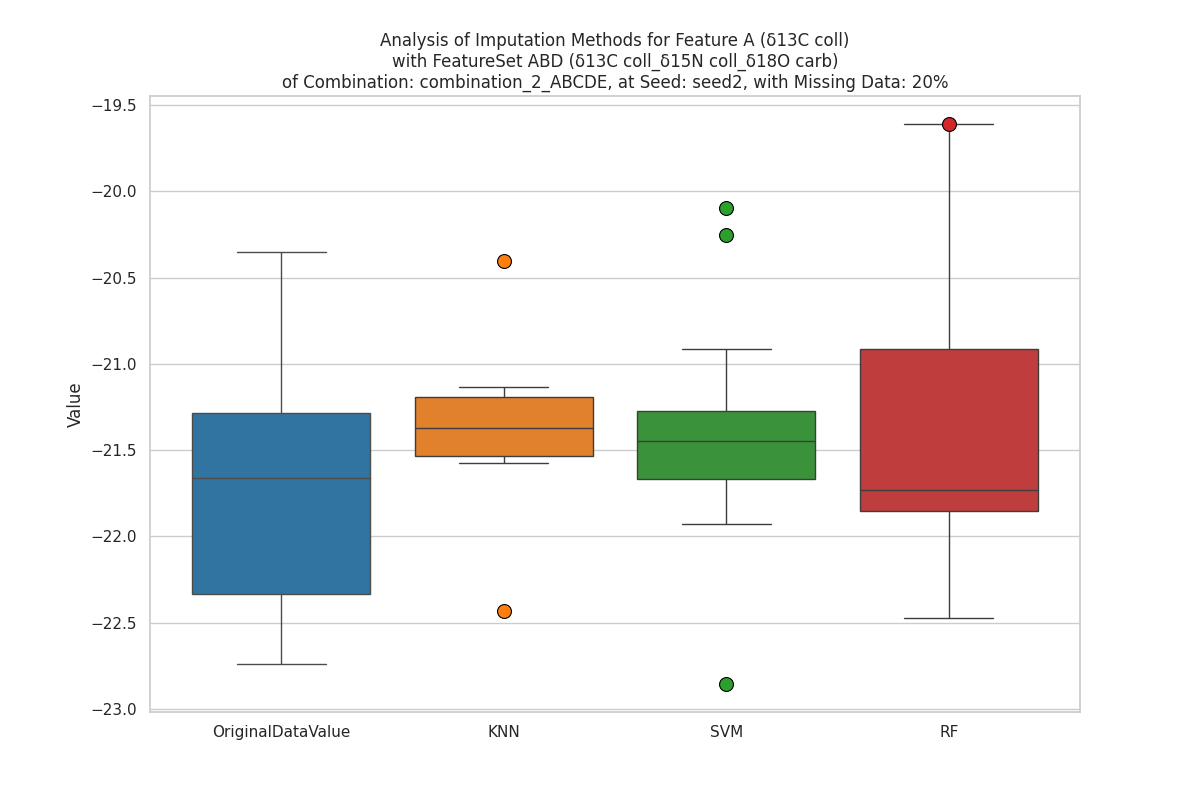 Analysis of Imputation Methods for Feature A (δ13C coll)
with FeatureSet ABD (δ13C coll_δ15N coll_δ18O carb)
of Combination: combination_2_ABCDE, at Seed: seed2, with Missing Data: 20%
−19.5
−20.0
−20.5
−21.0
−21.5
−22.0
−22.5
−23.0
Value
OriginalDataValue
KNN
SVM
RF